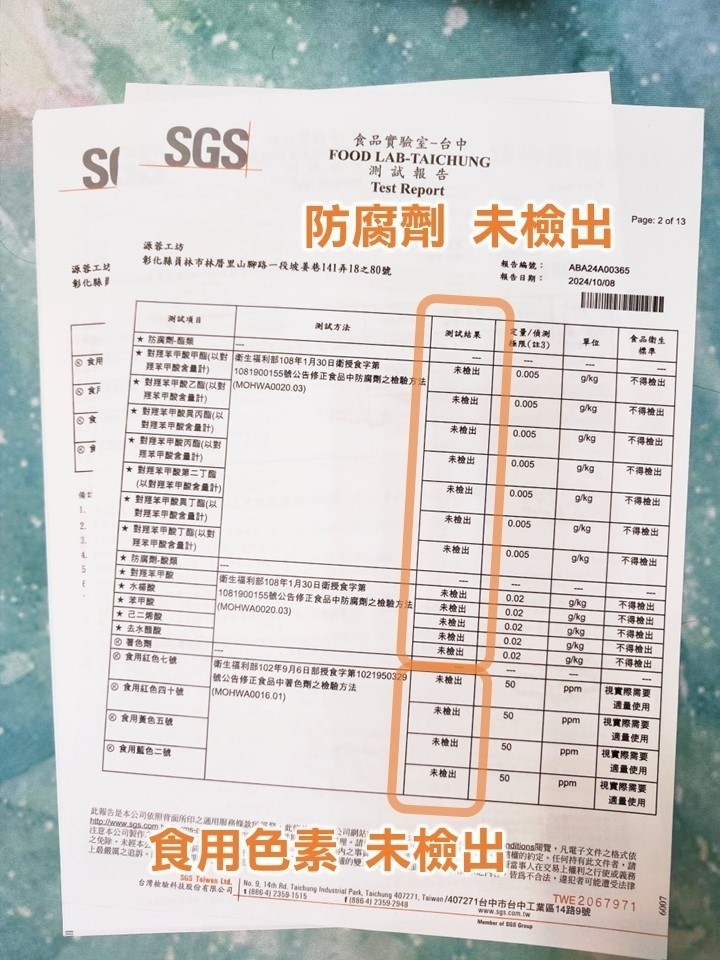 SGS
食品實驗室-台中
FOOD LAB-TAICHUNG
測試報告
Test Report
防腐劑 未檢出
Page: 2 of 13
源蓉工坊
彰化縣員林市林厝里山腳路一段坡姜巷141弄18之80號
報告編號： ABA24A00365
報告日期： 2024/10/08
測試項目 測試方法 測試結果 定量/偵測極限(註3) 單位 食品衛生標準
★ 防腐劑-酯類 --- --- --- --- ---
★ 對羥苯甲酸甲酯(以對羥苯甲酸含量計) 衛生福利部108年1月30日衛授食字第1081900155號公告修正食品中防腐劑之檢驗方法(MOHWA0020.03) 未檢出 0.005 g/kg 不得檢出
★ 對羥苯甲酸乙酯(以對羥苯甲酸含量計) 未檢出 0.005 g/kg 不得檢出
★ 對羥苯甲酸異丙酯(以對羥苯甲酸含量計) 未檢出 0.005 g/kg 不得檢出
★ 對羥苯甲酸丙酯(以對羥苯甲酸含量計) 未檢出 0.005 g/kg 不得檢出
★ 對羥苯甲酸第二丁酯(以對羥苯甲酸含量計) 未檢出 0.005 g/kg 不得檢出
★ 對羥苯甲酸異丁酯(以對羥苯甲酸含量計) 未檢出 0.005 g/kg 不得檢出
★ 對羥苯甲酸丁酯(以對羥苯甲酸含量計) 未檢出 0.005 g/kg 不得檢出
★ 防腐劑-酸類 --- --- --- --- ---
★ 對羥苯甲酸 衛生福利部108年1月30日衛授食字第1081900155號公告修正食品中防腐劑之檢驗方法(MOHWA0020.03) 未檢出 0.02 g/kg 不得檢出
★ 水楊酸 未檢出 0.02 g/kg 不得檢出
★ 苯甲酸 未檢出 0.02 g/kg 不得檢出
★ 己二烯酸 未檢出 0.02 g/kg 不得檢出
★ 去水醋酸 未檢出 0.02 g/kg 不得檢出
着色劑 --- --- --- --- ---
食用紅色七號 衛生福利部102年9月6日部授食字第1021950329號公告修正食品中著色劑之檢驗方法(MOHWA0016.01) 未檢出 50 ppm 視實際需要適量使用
食用紅色四十號 未檢出 50 ppm 視實際需要適量使用
食用黃色五號 未檢出 50 ppm 視實際需要適量使用
食用藍色二號 未檢出 50 ppm 視實際需要適量使用
食用色素 未檢出
此報告是本公司依照背面所印之通用服務條款所
SGS Taiwan Ltd.
台灣檢驗科技股份有限公司
No. 9, 14th Rd, Taichung Industrial Park, Taichung 407271, Taiwan /407271台中市台中工業區14路9號
t (886-4) 2359-1515 f (886-4) 2359-2948 www.sgs.com.tw
Member of SGS Group
TWE2067971